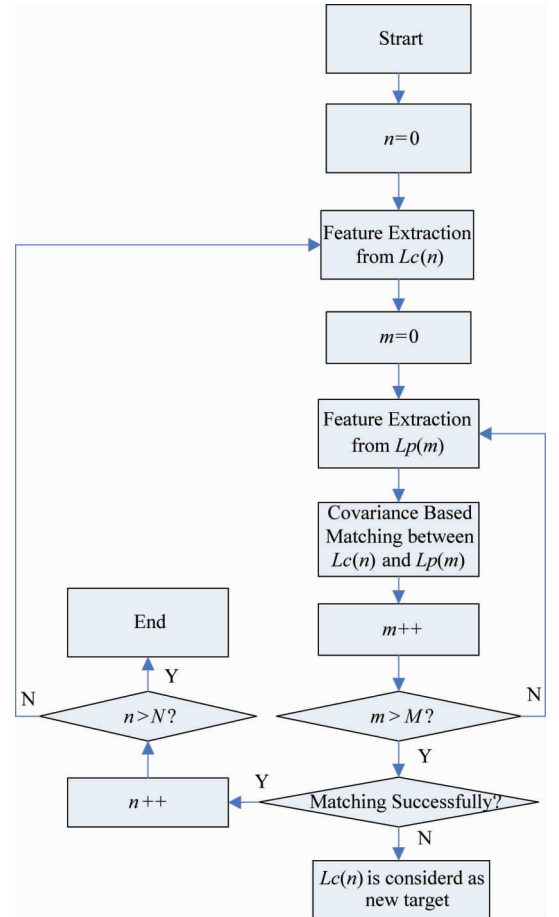 Strart
n=0
Feature Extraction
from Lc(n)
m=0
Feature Extraction
from Lp(m)
Covariance Based
Matching between
Lc(n) and Lp(m)
m++
m>M?
N
Y
Matching Successfully?
Y
N
Lc(n) is considerd as
new target
n++
n>N?
N
Y
End